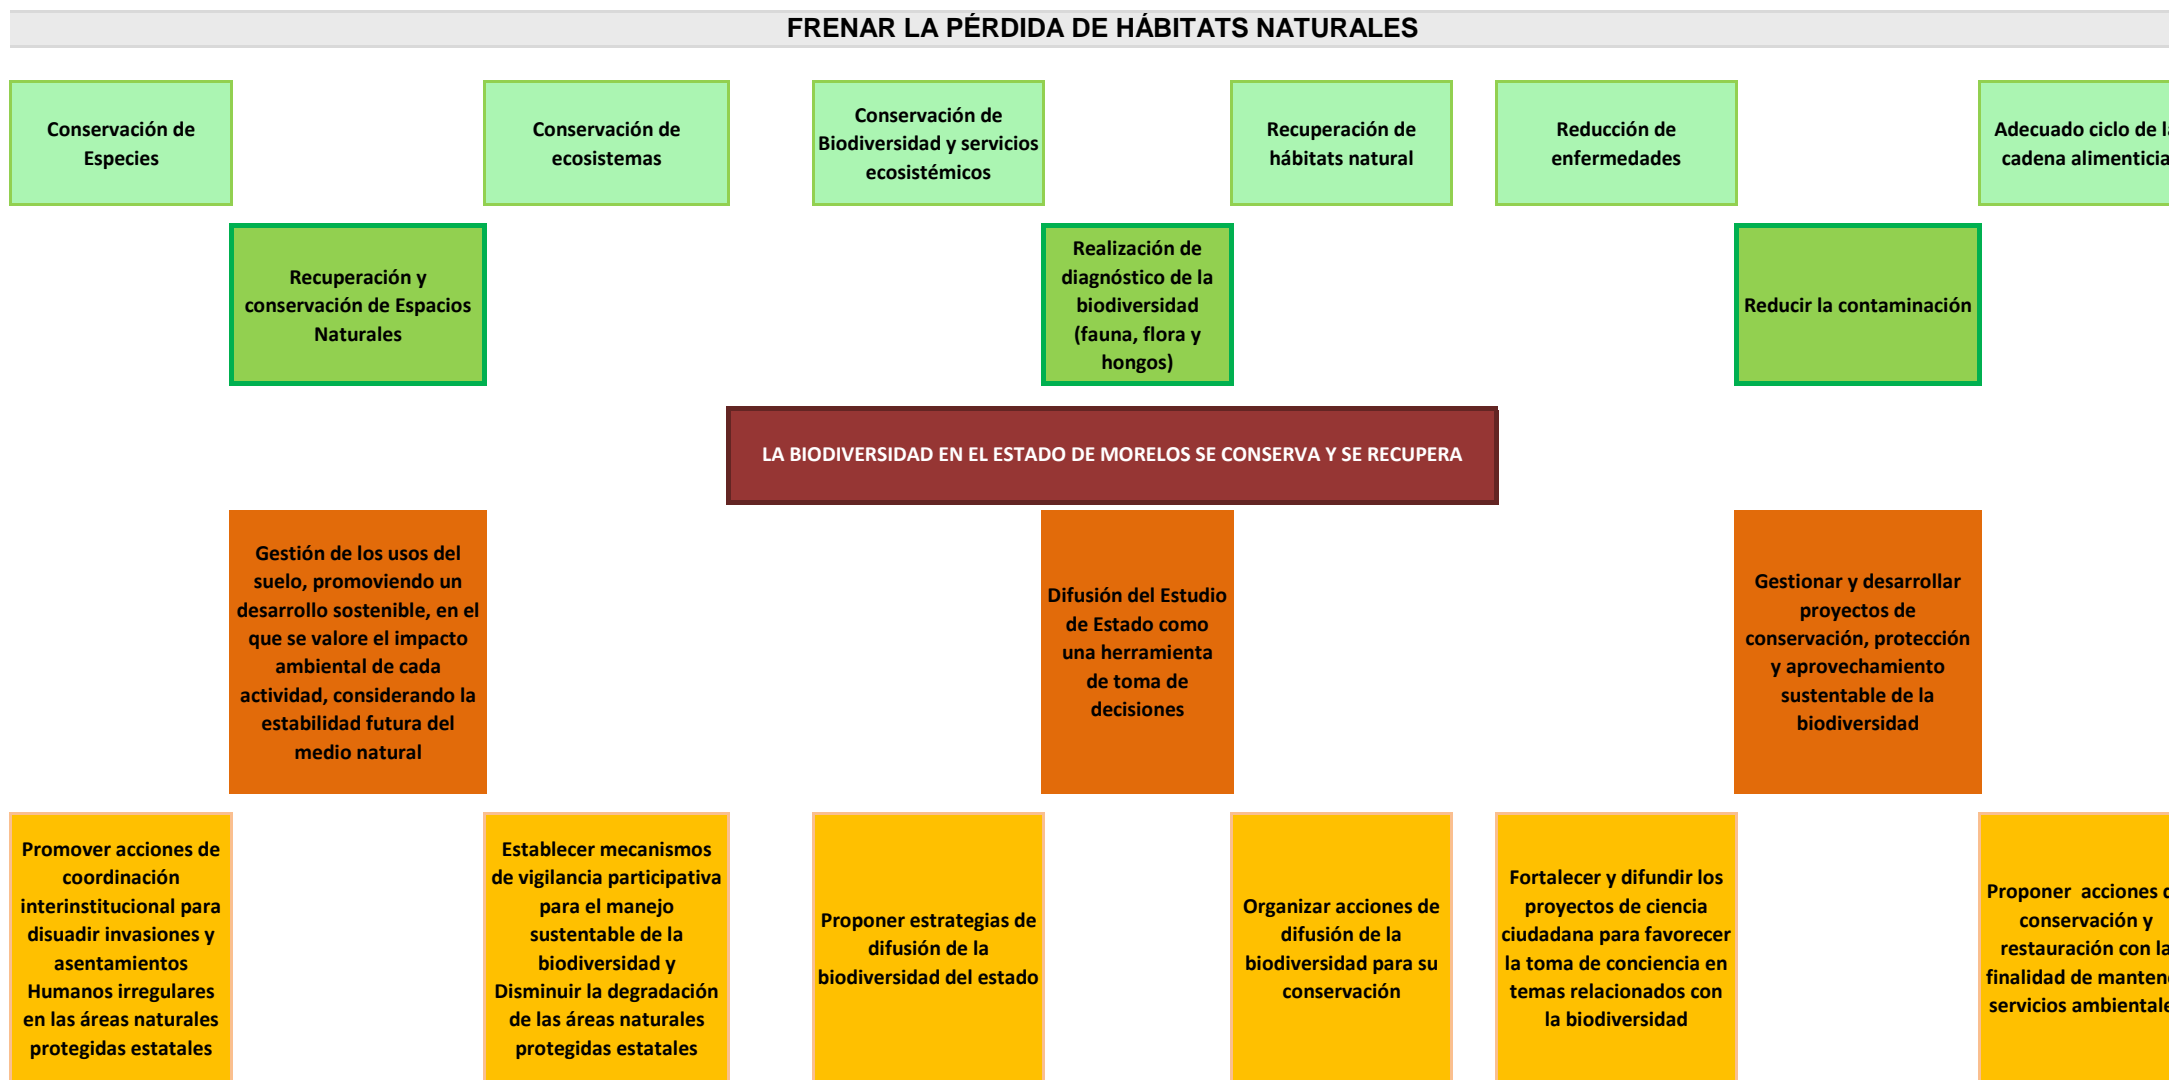 FRENAR LA PÉRDIDA DE HÁBITATS NATURALES
Conservación de
Especies
Conservación de
ecosistemas
Conservación de
Biodiversidad y servicios
ecosistémicos
Recuperación de
hábitats natural
Reducción de
enfermedades
Adecuado ciclo de
cadena alimenticia
Recuperación y
conservación de Espacios
Naturales
Realización de
diagnóstico de la
biodiversidad
(fauna, flora y
hongos)
Reducir la contaminación
LA BIODIVERSIDAD EN EL ESTADO DE MORELOS SE CONSERVA Y SE RECUPERA
Gestión de los usos del
suelo, promoviendo un
desarrollo sostenible, en el
que se valore el impacto
ambiental de cada
actividad, considerando la
estabilidad futura del
medio natural
Difusión del Estudio
de Estado como
una herramienta
de toma de
decisiones
Gestionar y desarrollar
proyectos de
conservación, protección
y aprovechamiento
sustentable de la
biodiversidad
Promover acciones de
coordinación
interinstitucional para
disuadir invasiones y
asentamientos
Humanos irregulares
en las áreas naturales
protegidas estatales
Establecer mecanismos
de vigilancia participativa
para el manejo
sustentable de la
biodiversidad y
Disminuir la degradación
de las áreas naturales
protegidas estatales
Proponer estrategias de
difusión de la
biodiversidad del estado
Organizar acciones de
difusión de la
biodiversidad para su
conservación
Fortalecer y difundir los
proyectos de ciencia
ciudadana para favorecer
la toma de conciencia en
temas relacionados con
la biodiversidad
Proponer acciones
conservación y
restauración con la
finalidad de
servicios